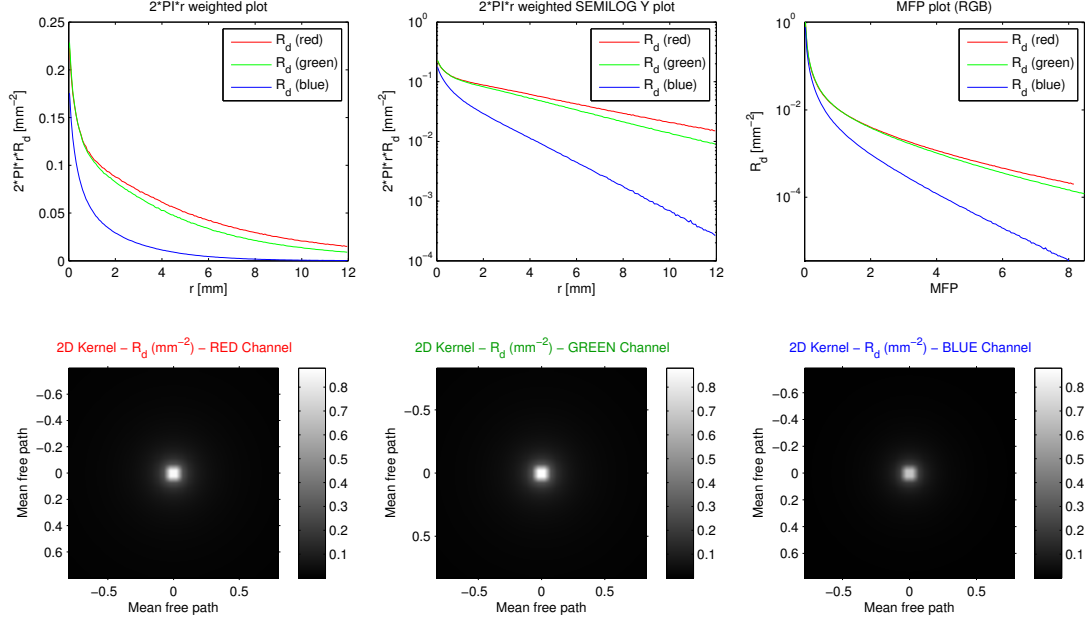 2*PI*r weighted plot
0.25
0.2
0.15
0.1
0.05
0
0 2 4 6 8 10 12
2*PI*r*R_d [mm^−2]
r [mm]
R_d (red)
R_d (green)
R_d (blue)
2*PI*r weighted SEMILOG Y plot
10^0
10^−1
10^−2
10^−3
10^−4
0 2 4 6 8 10 12
2*PI*r*R_d [mm^−2]
r [mm]
R_d (red)
R_d (green)
R_d (blue)
MFP plot (RGB)
10^0
10^−2
10^−4
0 2 4 6 8
R_d [mm^−2]
MFP
R_d (red)
R_d (green)
R_d (blue)
2D Kernel − R_d (mm^−2) − RED Channel
−0.6
−0.4
−0.2
0
0.2
0.4
0.6
−0.5 0 0.5
Mean free path
Mean free path
0.8
0.7
0.6
0.5
0.4
0.3
0.2
0.1
2D Kernel − R_d (mm^−2) − GREEN Channel
−0.5
0
0.5
−0.5 0 0.5
Mean free path
Mean free path
0.8
0.7
0.6
0.5
0.4
0.3
0.2
0.1
2D Kernel − R_d (mm^−2) − BLUE Channel
−0.6
−0.4
−0.2
0
0.2
0.4
0.6
−0.5 0 0.5
Mean free path
Mean free path
0.8
0.7
0.6
0.5
0.4
0.3
0.2
0.1